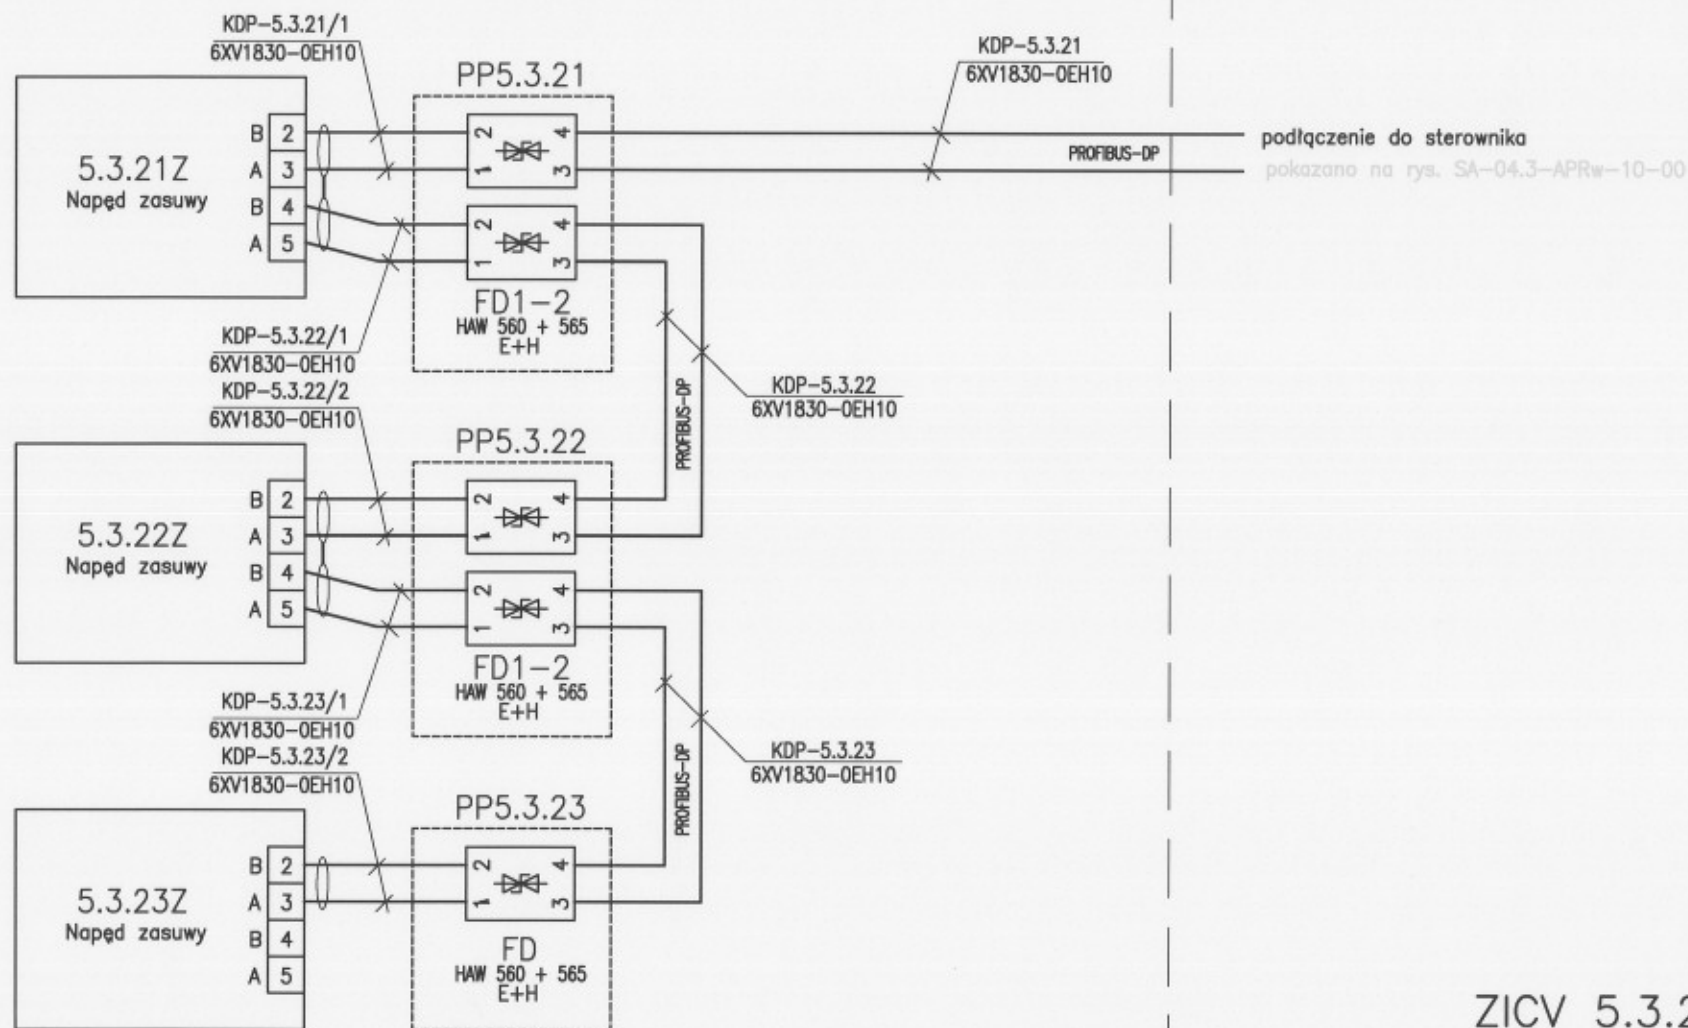 KDP-5.3.21/1
6XV1830-0EH10
PP5.3.21
KDP-5.3.21
6XV1830-0EH10
5.3.21Z
Napęd zasuwy
B 2
A 3
B 4
A 5
2 4
1 3
2 4
1 3
PROFIBUS-DP
podłączenie do sterownika
pokazano na rys. SA-04.3-APRw-10-00
FD1-2
HAW 560 + 565
E+H
KDP-5.3.22/1
6XV1830-0EH10
KDP-5.3.22/2
6XV1830-0EH10
PROFIBUS-DP
KDP-5.3.22
6XV1830-0EH10
PP5.3.22
5.3.22Z
Napęd zasuwy
B 2
A 3
B 4
A 5
2 4
1 3
2 4
1 3
FD1-2
HAW 560 + 565
E+H
KDP-5.3.23/1
6XV1830-0EH10
KDP-5.3.23/2
6XV1830-0EH10
PROFIBUS-DP
KDP-5.3.23
6XV1830-0EH10
PP5.3.23
5.3.23Z
Napęd zasuwy
B 2
A 3
B 4
A 5
2 4
1 3
FD
HAW 560 + 565
E+H
ZICV 5.3.2